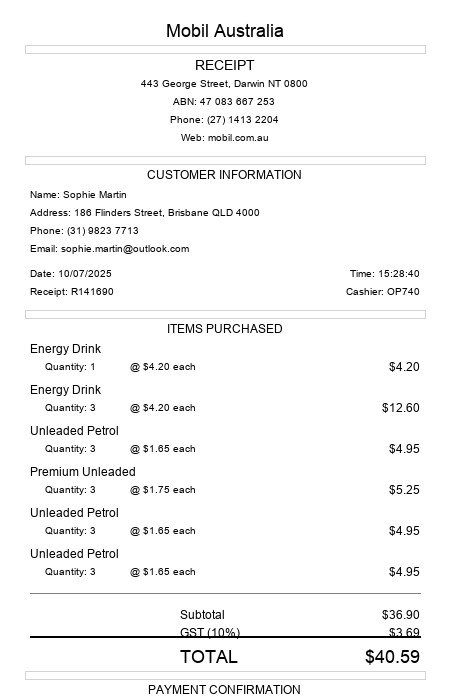 Mobil Australia
RECEIPT
443 George Street, Darwin NT 0800
ABN: 47 083 667 253
Phone: (27) 1413 2204
Web: mobil.com.au
CUSTOMER INFORMATION
Name: Sophie Martin
Address: 186 Flinders Street, Brisbane QLD 4000
Phone: (31) 9823 7713
Email: sophie.martin@outlook.com
Date: 10/07/2025 Time: 15:28:40
Receipt: R141690 Cashier: OP740
ITEMS PURCHASED
Energy Drink
Quantity: 1 @ $4.20 each $4.20
Energy Drink
Quantity: 3 @ $4.20 each $12.60
Unleaded Petrol
Quantity: 3 @ $1.65 each $4.95
Premium Unleaded
Quantity: 3 @ $1.75 each $5.25
Unleaded Petrol
Quantity: 3 @ $1.65 each $4.95
Unleaded Petrol
Quantity: 3 @ $1.65 each $4.95
Subtotal $36.90
GST (10%) $3.69
TOTAL $40.59
PAYMENT CONFIRMATION